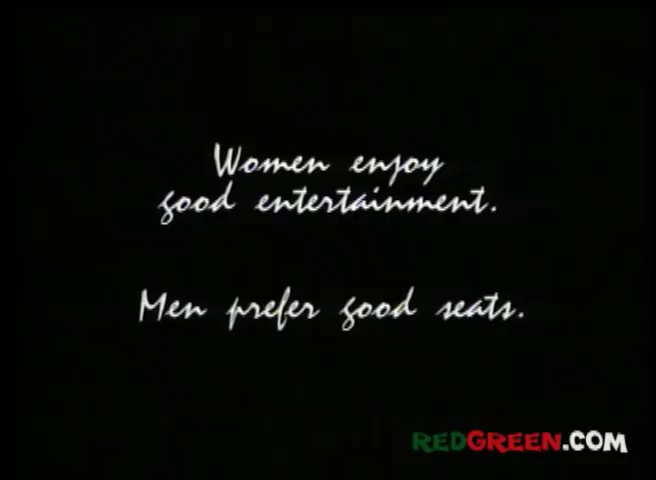 Women enjoy
good entertainment.
Men prefer good seats.
REDGREEN.COM